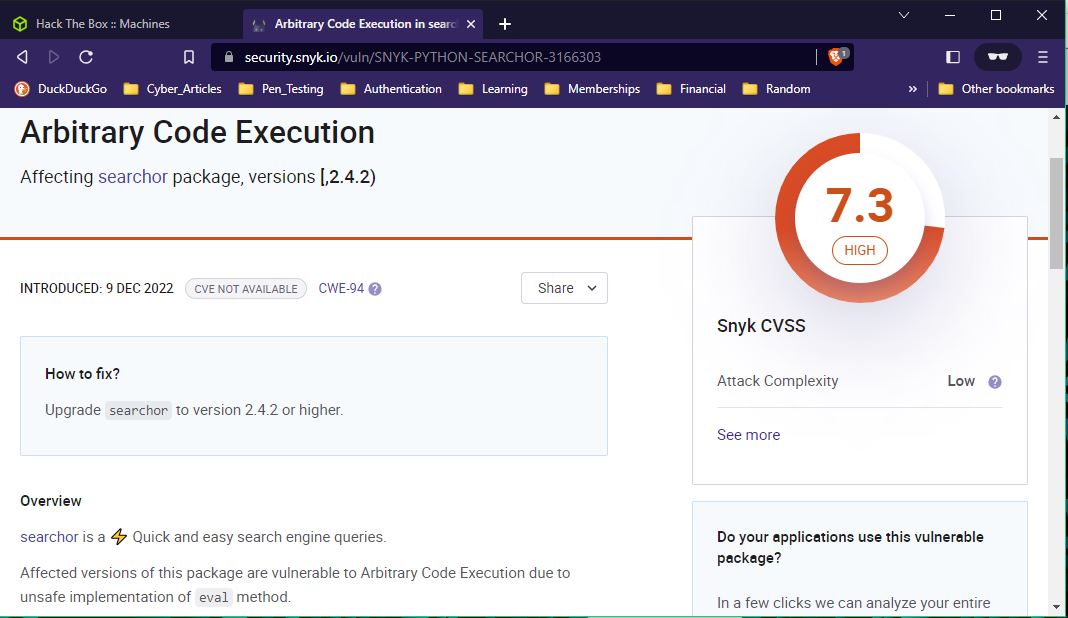 Hack The Box :: Machines
Arbitrary Code Execution in sear
security.snyk.io/vuln/SNYK-PYTHON-SEARCHOR-3166303
1
DuckDuckGo Cyber_Articles Pen_Testing Authentication Learning Memberships Financial Random » Other bookmarks
Arbitrary Code Execution
Affecting searchor package, versions [,2.4.2)
7.3
HIGH
INTRODUCED: 9 DEC 2022 CVE NOT AVAILABLE CWE-94 ?
Share
Snyk CVSS
Attack Complexity Low ?
See more
How to fix?
Upgrade searchor to version 2.4.2 or higher.
Overview
searchor is a ⚡ Quick and easy search engine queries.
Affected versions of this package are vulnerable to Arbitrary Code Execution due to
unsafe implementation of eval method.
Do your applications use this vulnerable
package?
In a few clicks we can analyze your entire